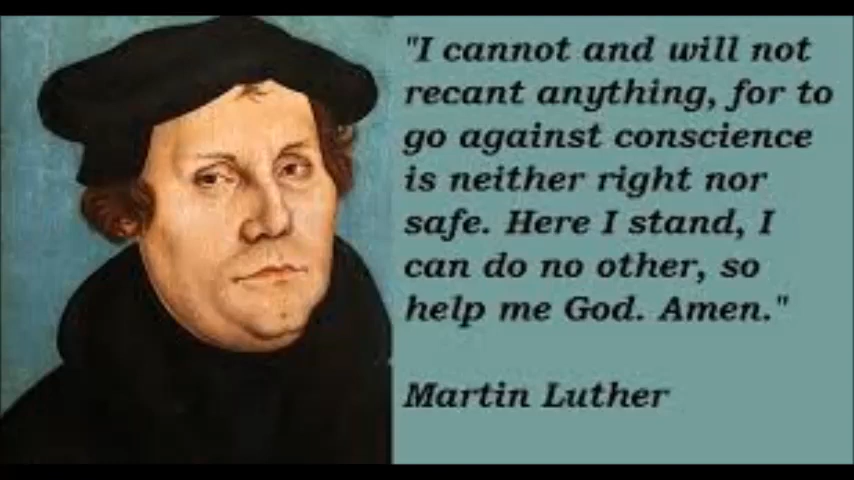 "I cannot and will not
recant anything, for to
go against conscience
is neither right nor
safe. Here I stand, I
can do no other, so
help me God. Amen."
Martin Luther